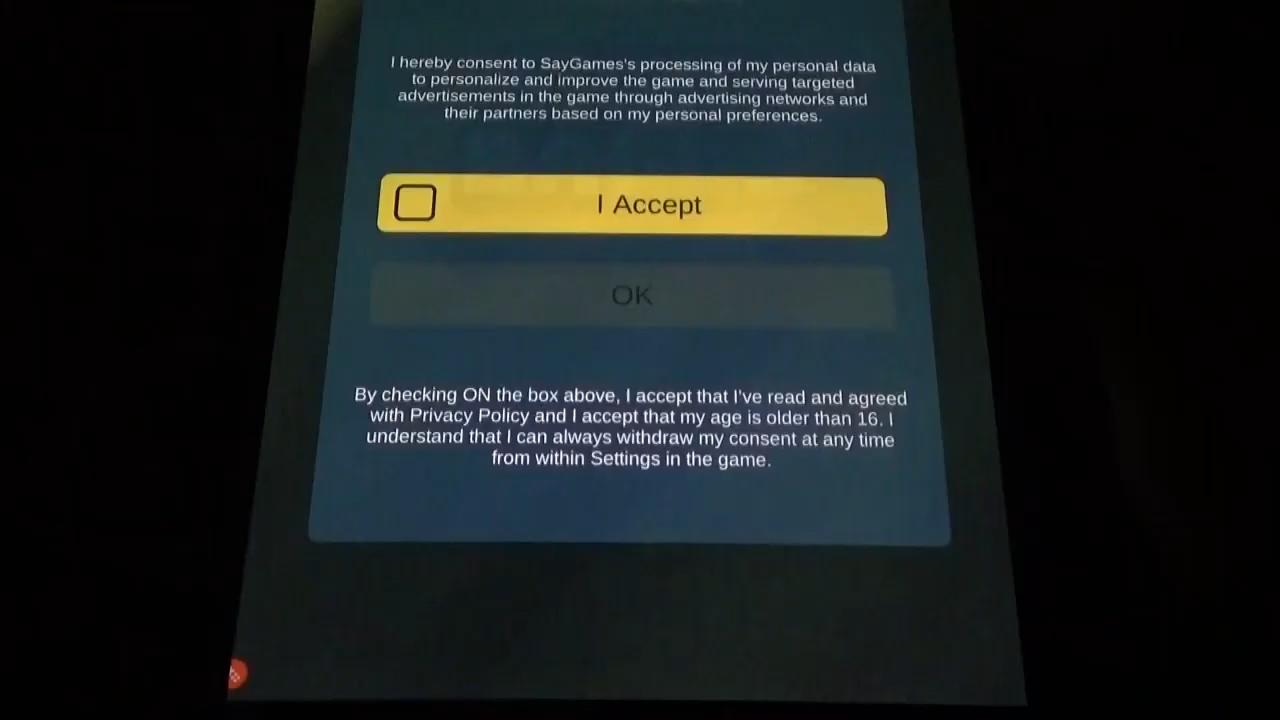 I hereby consent to SayGames's processing of my personal data
to personalize and improve the game and serving targeted
advertisements in the game through advertising networks and
their partners based on my personal preferences.
I Accept
OK
By checking ON the box above, I accept that I've read and agreed
with Privacy Policy and I accept that my age is older than 16. I
understand that I can always withdraw my consent at any time
from within Settings in the game.